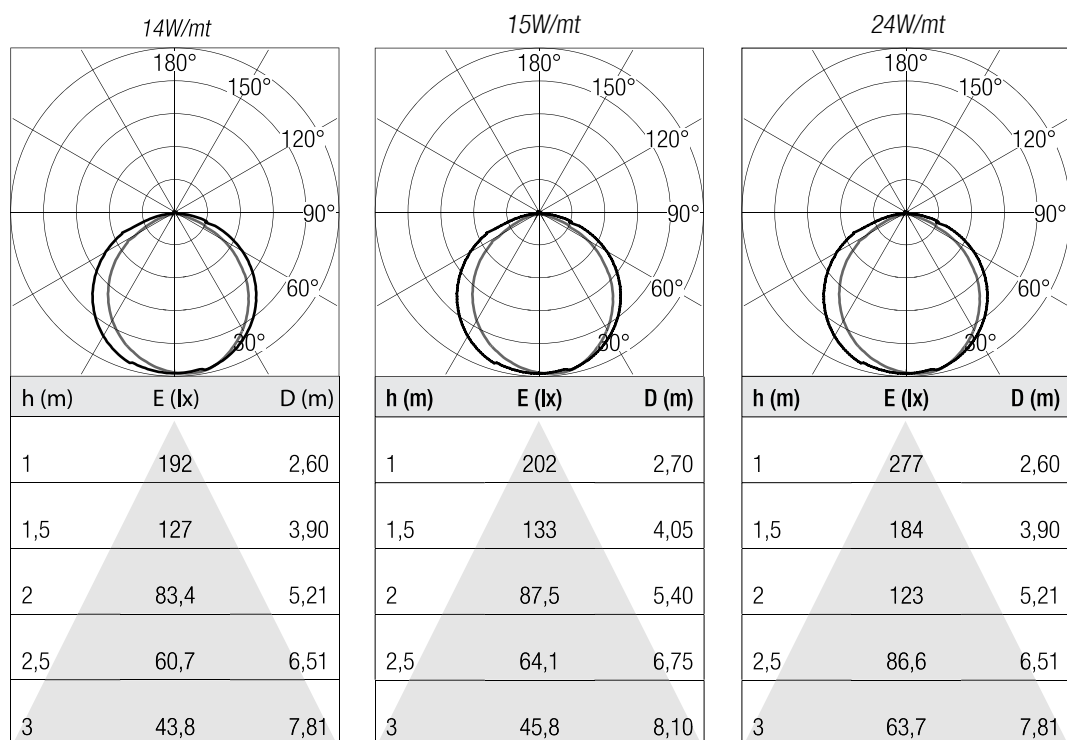 14W/mt
180°
150°
120°
90°
60°
30°
h (m) E (lx) D (m)
1 192 2,60
1,5 127 3,90
2 83,4 5,21
2,5 60,7 6,51
3 43,8 7,81
15W/mt
180°
150°
120°
90°
60°
30°
h (m) E (lx) D (m)
1 202 2,70
1,5 133 4,05
2 87,5 5,40
2,5 64,1 6,75
3 45,8 8,10
24W/mt
180°
150°
120°
90°
60°
30°
h (m) E (lx) D (m)
1 277 2,60
1,5 184 3,90
2 123 5,21
2,5 86,6 6,51
3 63,7 7,81